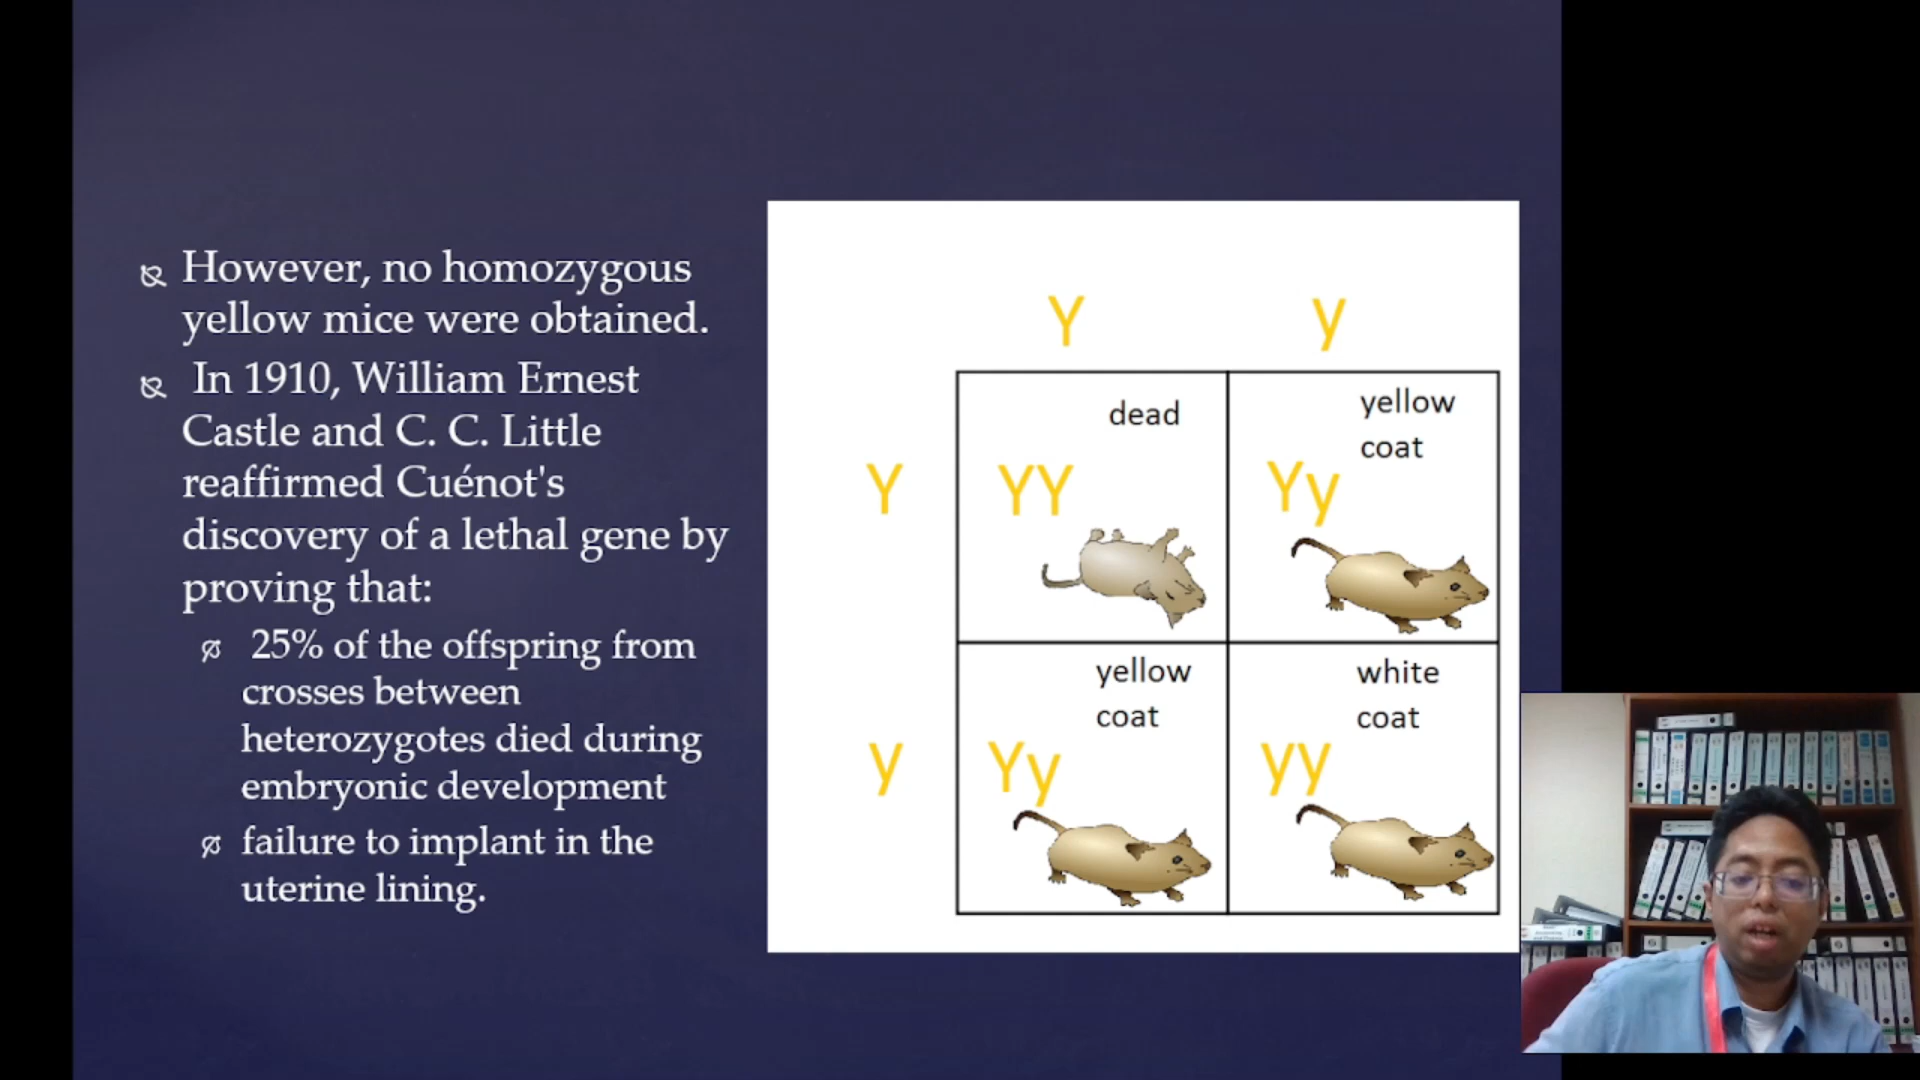 However, no homozygous
yellow mice were obtained.
In 1910, William Ernest
Castle and C. C. Little
reaffirmed Cuénot's
discovery of a lethal gene by
proving that:
25% of the offspring from
crosses between
heterozygotes died during
embryonic development
failure to implant in the
uterine lining.
Y y
Y
dead
YY
yellow
coat
Yy
y
yellow
coat
Yy
white
coat
yy